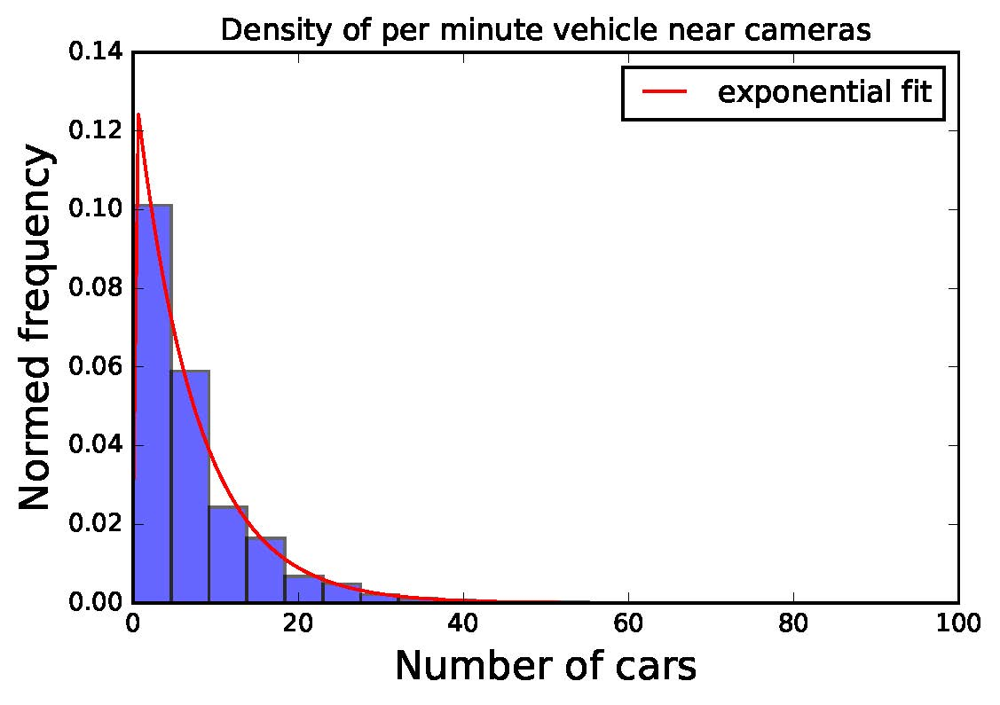 Density of per minute vehicle near cameras
exponential fit
Normed frequency
0.14
0.12
0.10
0.08
0.06
0.04
0.02
0.00
0 20 40 60 80 100
Number of cars